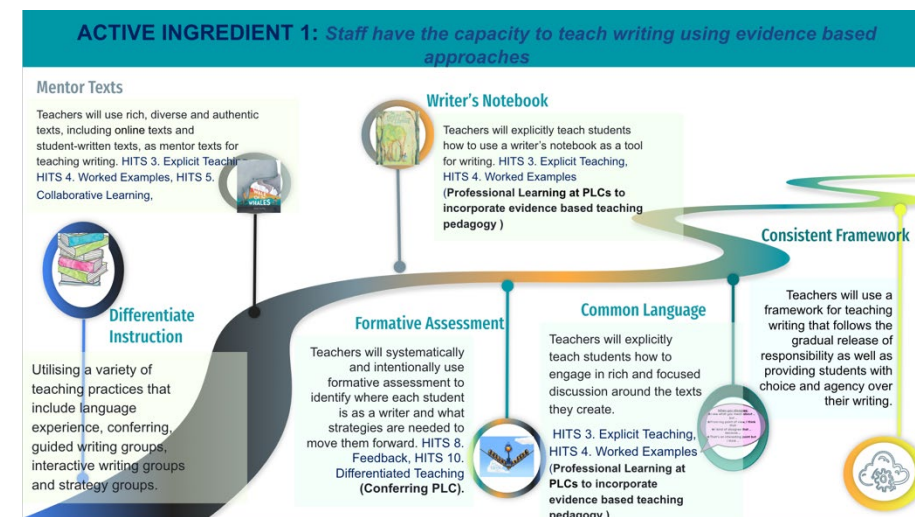 ACTIVE INGREDIENT 1: Staff have the capacity to teach writing using evidence based
approaches
Mentor Texts
Teachers will use rich, diverse and authentic
texts, including online texts and
student-written texts, as mentor texts for
teaching writing. HITS 3. Explicit Teaching,
HITS 4. Worked Examples, HITS 5.
Collaborative Learning,
WHALES
Writer's Notebook
Teachers will explicitly teach students
how to use a writer's notebook as a tool
for writing. HITS 3. Explicit Teaching,
HITS 4. Worked Examples
(Professional Learning at PLCs to
incorporate evidence based teaching
pedagogy )
Differentiate
Instruction
Utilising a variety of
teaching practices that
include language
experience, conferring,
guided writing groups,
interactive writing groups
and strategy groups.
Formative Assessment
Teachers will systematically
and intentionally use
formative assessment to
identify where each student
is as a writer and what
strategies are needed to
move them forward. HITS 8.
Feedback, HITS 10.
Differentiated Teaching
(Conferring PLC).
Common Language
Teachers will explicitly
teach students how to
engage in rich and focused
discussion around the texts
they create.
HITS 3. Explicit Teaching,
HITS 4. Worked Examples
(Professional Learning at
PLCs to incorporate
evidence based teaching
pedagogy )
Consistent Framework
Teachers will use a
framework for teaching
writing that follows the
gradual release of
responsibility as well as
providing students with
choice and agency over
their writing.